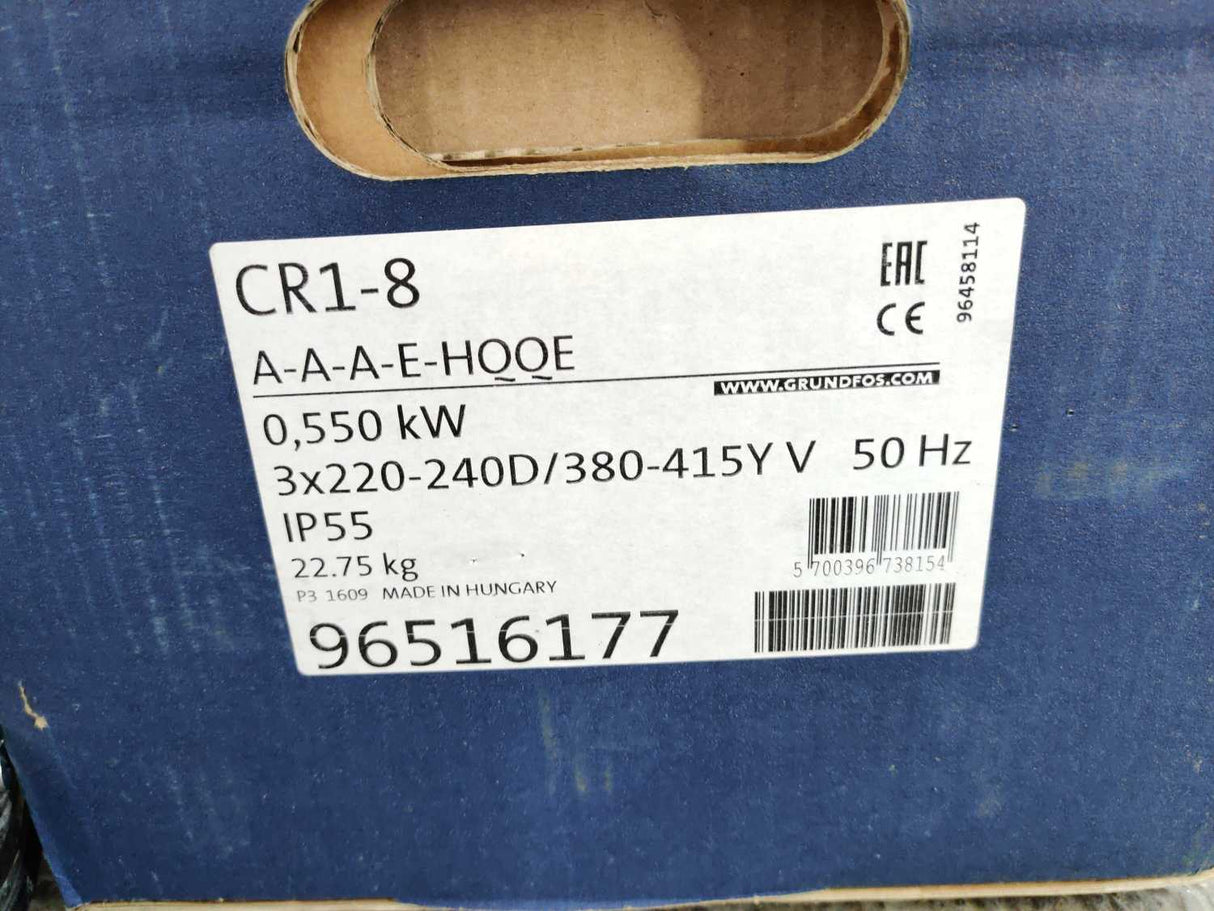 CR1-8
EAC
CE
96458114
A-A-A-E-HQQE
WWW.GRUNDFOS.COM
0,550 kW
3x220-240D/380-415Y V 50 Hz
IP55
22.75 kg
5 700396 738154
P3 1609 MADE IN HUNGARY
96516177